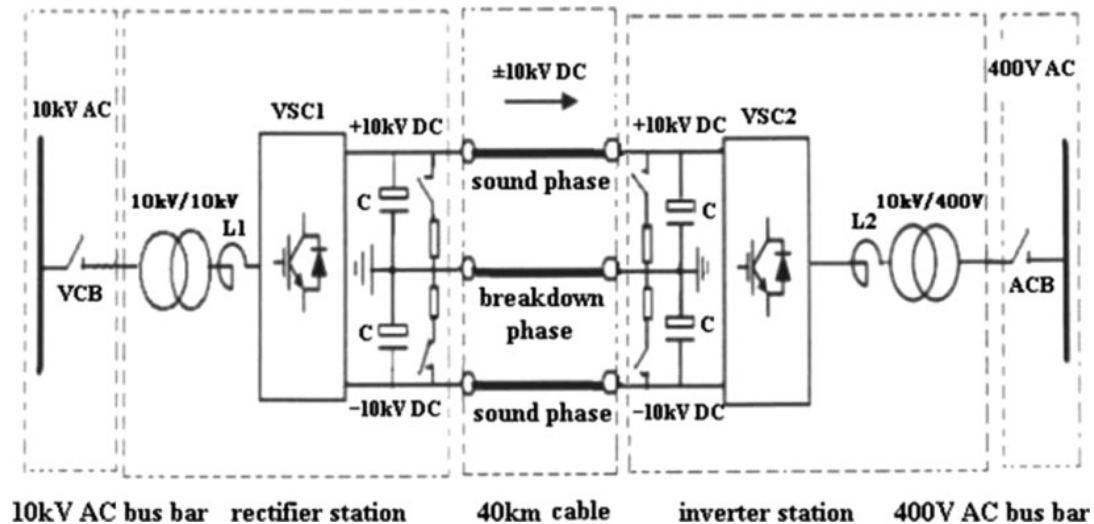 ±10kV DC
400V AC
10kV AC
VSC1
VSC2
+10kV DC
+10kV DC
sound phase
10kV/10kV
L1
C
C
L2
10kV/400V
VCB
breakdown
phase
ACB
C
C
−10kV DC
sound phase
−10kV DC
10kV AC bus bar
rectifier station
40km cable
inverter station
400V AC bus bar